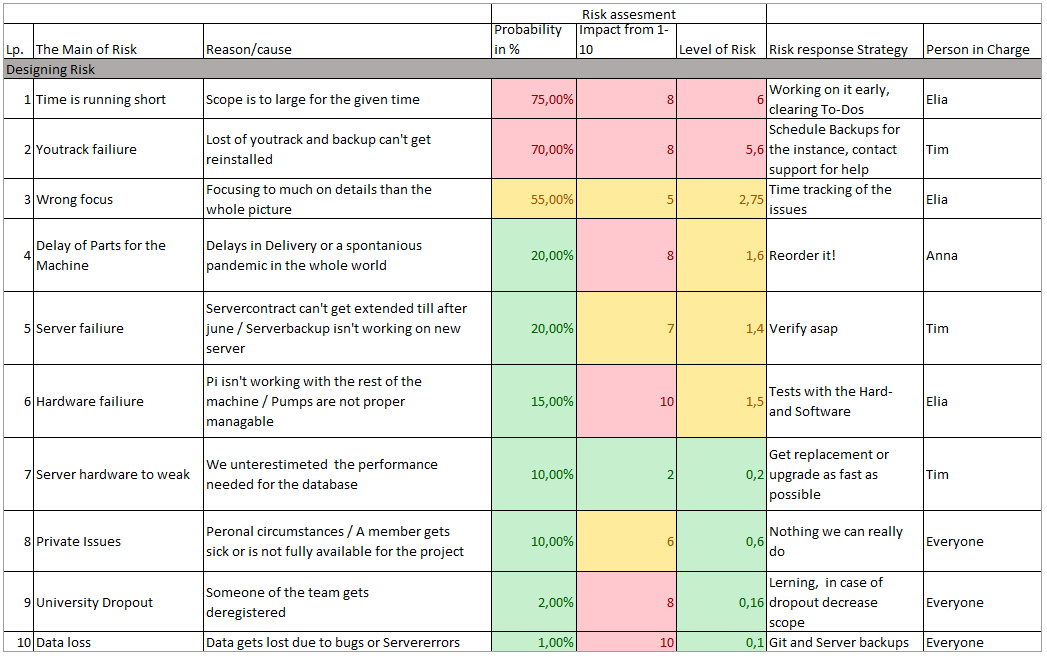 Risk assesment
Lp. The Main of Risk Reason/cause Probability in % Impact from 1-10 Level of Risk Risk response Strategy Person in Charge
Designing Risk
1 Time is running short Scope is to large for the given time 75,00% 8 6 Working on it early, clearing To-Dos Elia
2 Youtrack failiure Lost of youtrack and backup can't get reinstalled 70,00% 8 5,6 Schedule Backups for the instance, contact support for help Tim
3 Wrong focus Focusing to much on details than the whole picture 55,00% 5 2,75 Time tracking of the issues Elia
4 Delay of Parts for the Machine Delays in Delivery or a spontanious pandemic in the whole world 20,00% 8 1,6 Reorder it! Anna
5 Server failiure Servercontract can't get extended till after june / Serverbackup isn't working on new server 20,00% 7 1,4 Verify asap Tim
6 Hardware failiure Pi isn't working with the rest of the machine / Pumps are not proper managable 15,00% 10 1,5 Tests with the Hard- and Software Elia
7 Server hardware to weak We unterestimeted the performance needed for the database 10,00% 2 0,2 Get replacement or upgrade as fast as possible Tim
8 Private Issues Peronal circumstances / A member gets sick or is not fully available for the project 10,00% 6 0,6 Nothing we can really do Everyone
9 University Dropout Someone of the team gets deregistered 2,00% 8 0,16 Lerning, in case of dropout decrease scope Everyone
10 Data loss Data gets lost due to bugs or Servererrors 1,00% 10 0,1 Git and Server backups Everyone